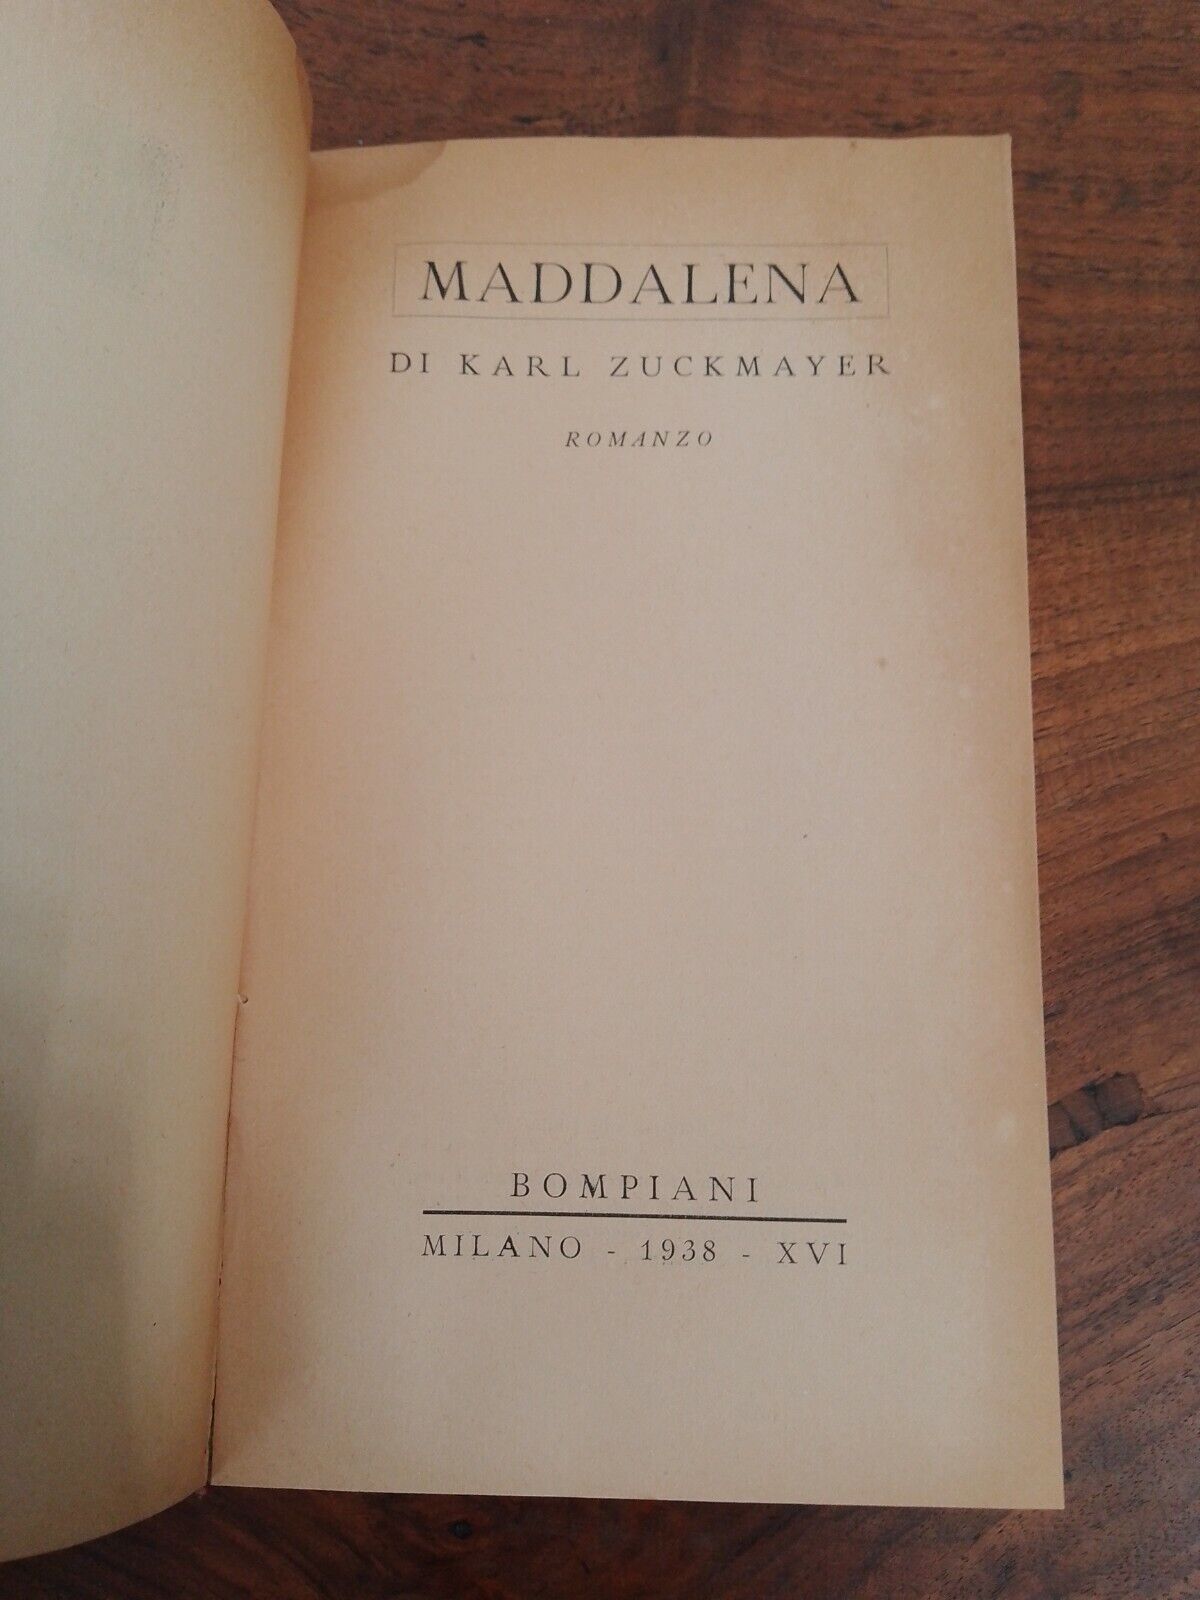 MADDALENA
DI KARL ZUCKMAYER
ROMANZO
BOMPIANI
MILANO - 1938 - XVI